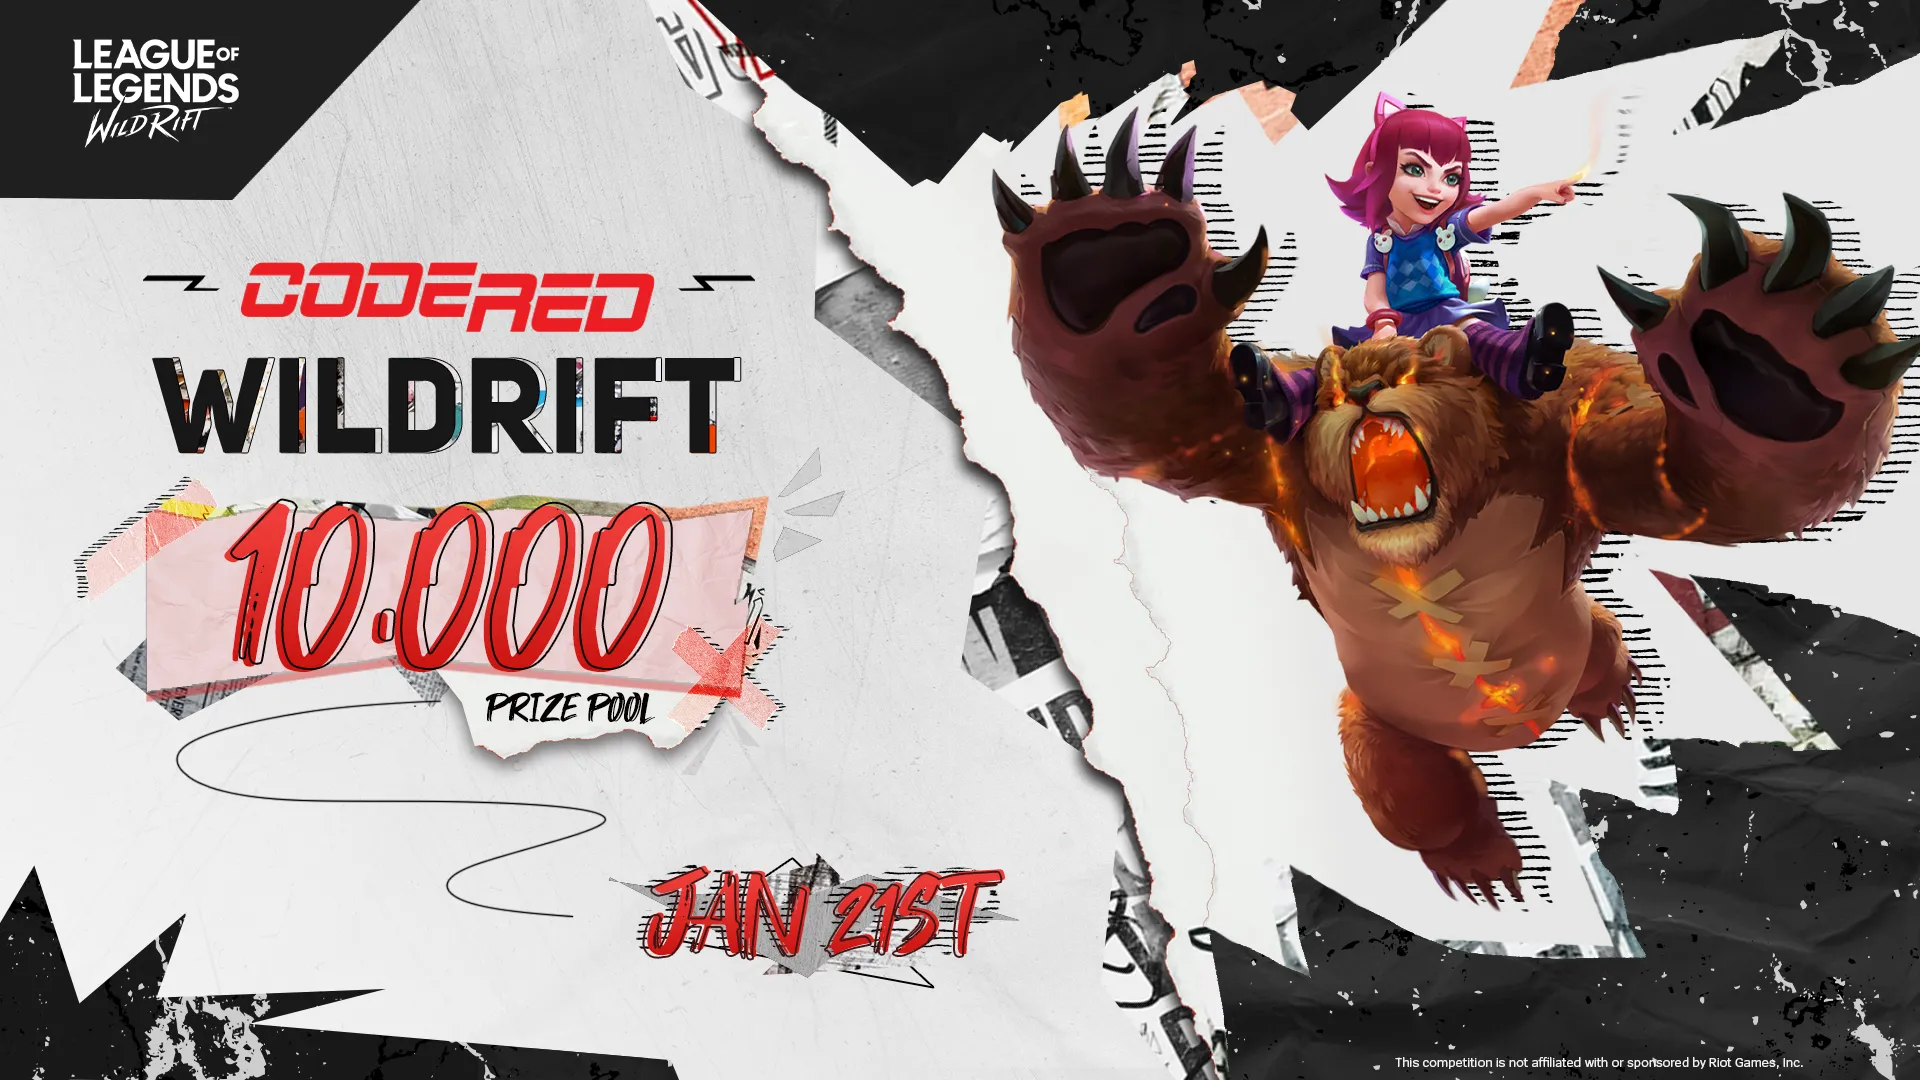 LEAGUE OF
LEGENDS
WILD RIFT
CODERED
WILDRIFT
10.000
PRIZE POOL
JAN 21ST
This competition is not affiliated with or sponsored by Riot Games, Inc.